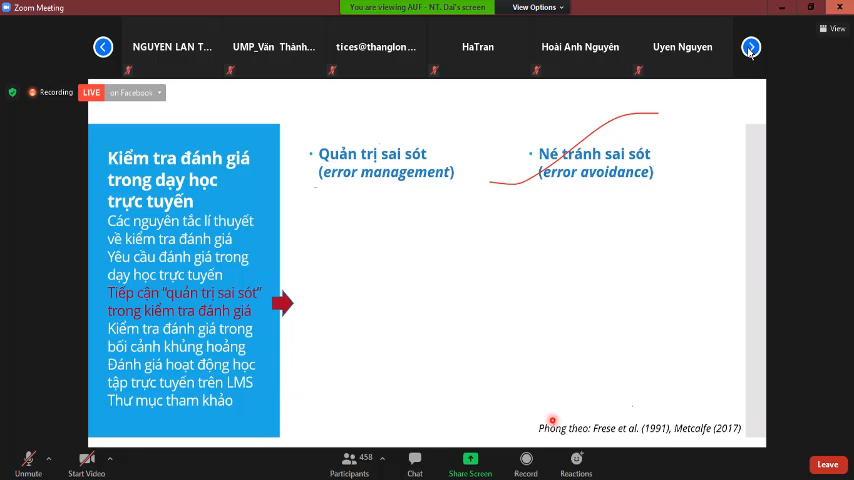 Zoom Meeting
You are viewing AUF - NT. Dai's screen
View Options
NGUYEN LAN T...
UMP_Văn Thành...
tices@thanglon...
HaTran
Hoài Anh Nguyên
Uyen Nguyen
View
Recording
LIVE
on Facebook
Kiểm tra đánh giá
trong dạy học
trực tuyến
Các nguyên tắc lí thuyết
về kiểm tra đánh giá
Yêu cầu đánh giá trong
dạy học trực tuyến
Tiếp cận “quản trị sai sót”
trong kiểm tra đánh giá
Kiểm tra đánh giá trong
bối cảnh khủng hoảng
Đánh giá hoạt động học
tập trực tuyến trên LMS
Thư mục tham khảo
• Quản trị sai sót
(error management)
• Né tránh sai sót
(error avoidance)
Phỏng theo: Frese et al. (1991), Metcalfe (2017)
Unmute
Start Video
458
Participants
Chat
Share Screen
Record
Reactions
Leave